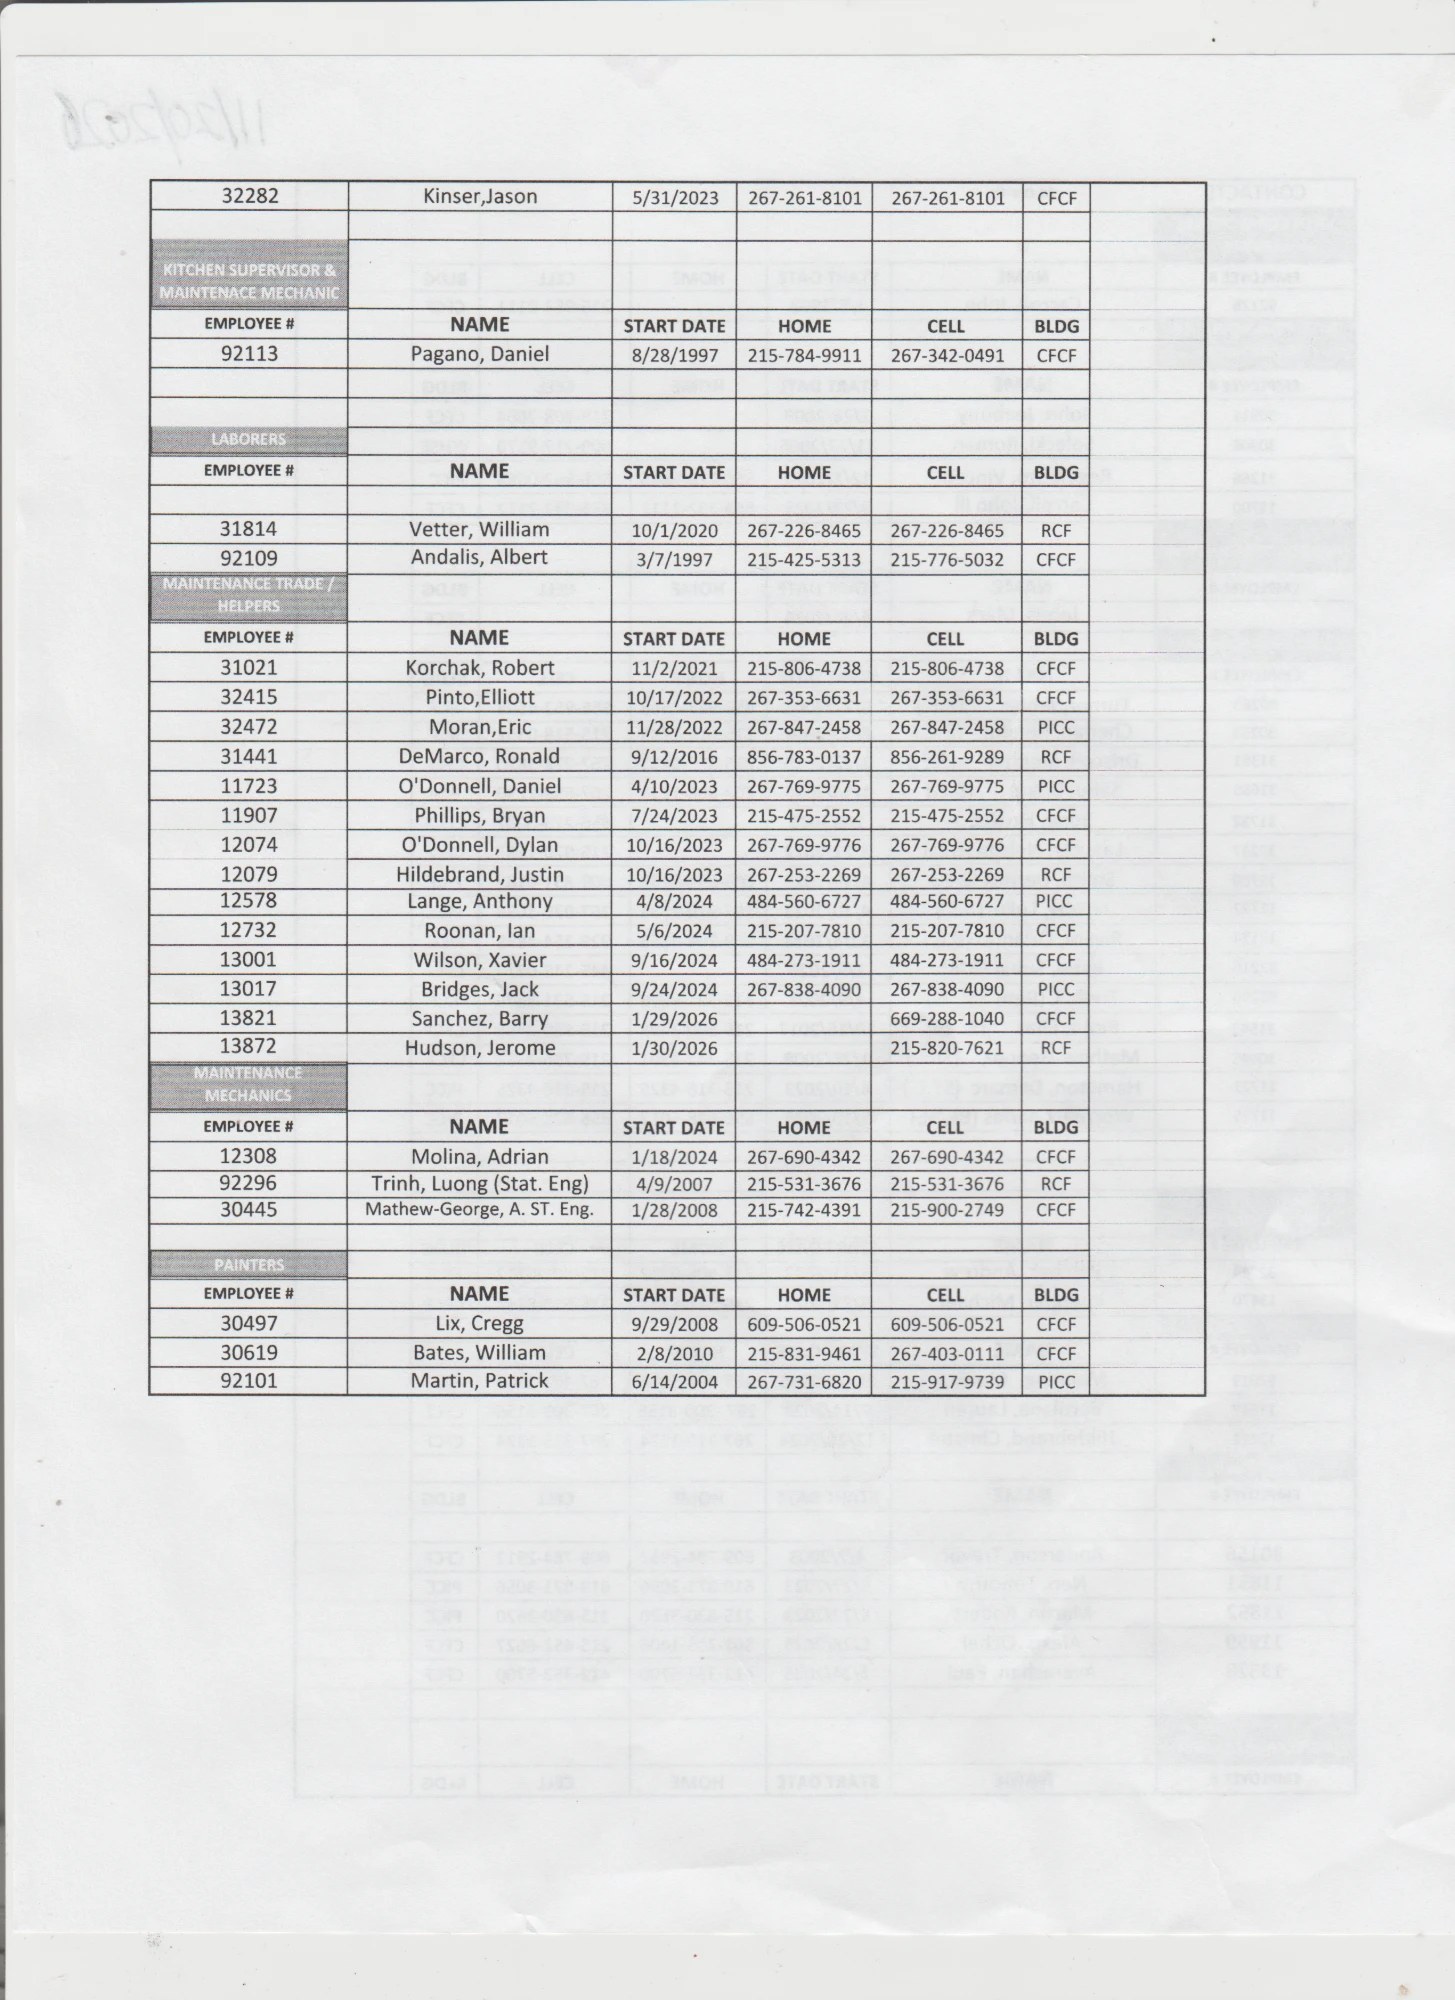 11/20/2026
32282 Kinser,Jason 5/31/2023 267-261-8101 267-261-8101 CFCF
KITCHEN SUPERVISOR &
MAINTENACE MECHANIC
EMPLOYEE # NAME START DATE HOME CELL BLDG
92113 Pagano, Daniel 8/28/1997 215-784-9911 267-342-0491 CFCF
LABORERS
EMPLOYEE # NAME START DATE HOME CELL BLDG
31814 Vetter, William 10/1/2020 267-226-8465 267-226-8465 RCF
92109 Andalis, Albert 3/7/1997 215-425-5313 215-776-5032 CFCF
MAINTENANCE TRADE /
HELPERS
EMPLOYEE # NAME START DATE HOME CELL BLDG
31021 Korchak, Robert 11/2/2021 215-806-4738 215-806-4738 CFCF
32415 Pinto,Elliott 10/17/2022 267-353-6631 267-353-6631 CFCF
32472 Moran,Eric 11/28/2022 267-847-2458 267-847-2458 PICC
31441 DeMarco, Ronald 9/12/2016 856-783-0137 856-261-9289 RCF
11723 O'Donnell, Daniel 4/10/2023 267-769-9775 267-769-9775 PICC
11907 Phillips, Bryan 7/24/2023 215-475-2552 215-475-2552 CFCF
12074 O'Donnell, Dylan 10/16/2023 267-769-9776 267-769-9776 CFCF
12079 Hildebrand, Justin 10/16/2023 267-253-2269 267-253-2269 RCF
12578 Lange, Anthony 4/8/2024 484-560-6727 484-560-6727 PICC
12732 Roonan, Ian 5/6/2024 215-207-7810 215-207-7810 CFCF
13001 Wilson, Xavier 9/16/2024 484-273-1911 484-273-1911 CFCF
13017 Bridges, Jack 9/24/2024 267-838-4090 267-838-4090 PICC
13821 Sanchez, Barry 1/29/2026 669-288-1040 CFCF
13872 Hudson, Jerome 1/30/2026 215-820-7621 RCF
MAINTENANCE
MECHANICS
EMPLOYEE # NAME START DATE HOME CELL BLDG
12308 Molina, Adrian 1/18/2024 267-690-4342 267-690-4342 CFCF
92296 Trinh, Luong (Stat. Eng) 4/9/2007 215-531-3676 215-531-3676 RCF
30445 Mathew-George, A. ST. Eng. 1/28/2008 215-742-4391 215-900-2749 CFCF
PAINTERS
EMPLOYEE # NAME START DATE HOME CELL BLDG
30497 Lix, Cregg 9/29/2008 609-506-0521 609-506-0521 CFCF
30619 Bates, William 2/8/2010 215-831-9461 267-403-0111 CFCF
92101 Martin, Patrick 6/14/2004 267-731-6820 215-917-9739 PICC